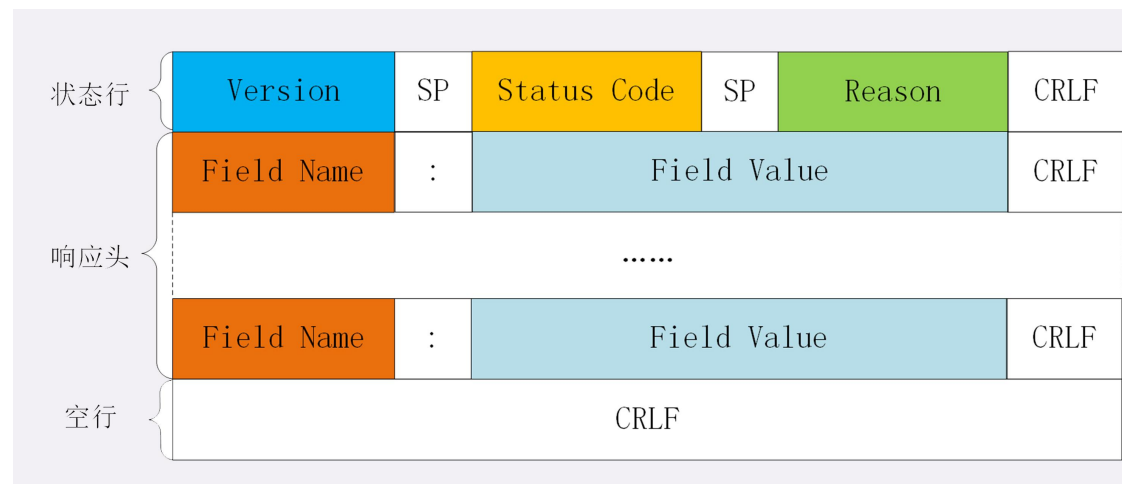 状态行 Version SP Status Code SP Reason CRLF
Field Name : Field Value CRLF
响应头 ......
Field Name : Field Value CRLF
空行 CRLF